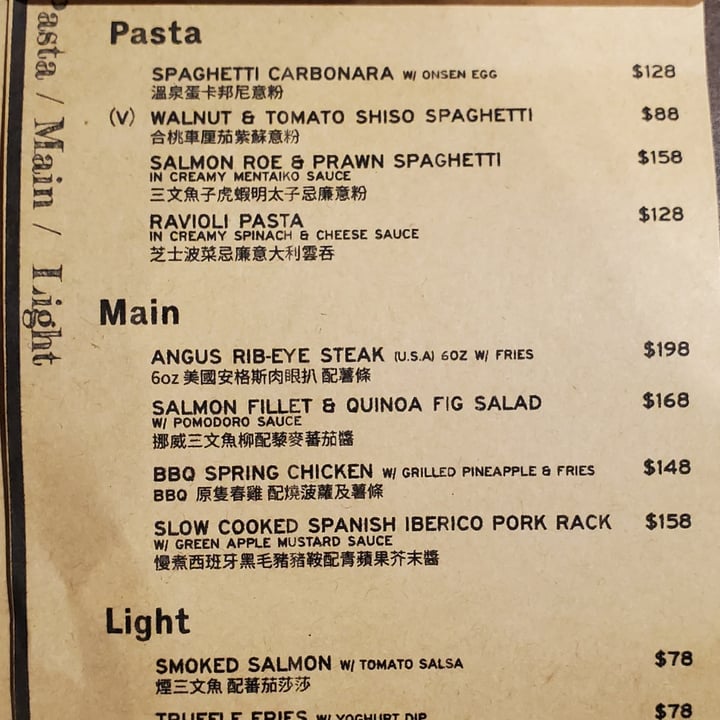 Pasta / Main / Light
Pasta
SPAGHETTI CARBONARA W/ ONSEN EGG $128
溫泉蛋卡邦尼意粉
(V) WALNUT & TOMATO SHISO SPAGHETTI $88
合桃車厘茄紫蘇意粉
SALMON ROE & PRAWN SPAGHETTI $158
IN CREAMY MENTAIKO SAUCE
三文魚子虎蝦明太子忌廉意粉
RAVIOLI PASTA $128
IN CREAMY SPINACH & CHEESE SAUCE
芝士波菜忌廉意大利雲吞
Main
ANGUS RIB-EYE STEAK (U.S.A) 6OZ W/ FRIES $198
6oz 美國安格斯肉眼扒 配薯條
SALMON FILLET & QUINOA FIG SALAD $168
W/ POMODORO SAUCE
挪威三文魚柳配藜麥蕃茄醬
BBQ SPRING CHICKEN W/ GRILLED PINEAPPLE & FRIES $148
BBQ 原隻春雞 配燒菠蘿及薯條
SLOW COOKED SPANISH IBERICO PORK RACK $158
W/ GREEN APPLE MUSTARD SAUCE
慢煮西班牙黑毛豬豬鞍配青蘋果芥末醬
Light
SMOKED SALMON W/ TOMATO SALSA $78
煙三文魚 配蕃茄莎莎
TRUFFLE FRIES W/ YOGHURT DIP $78